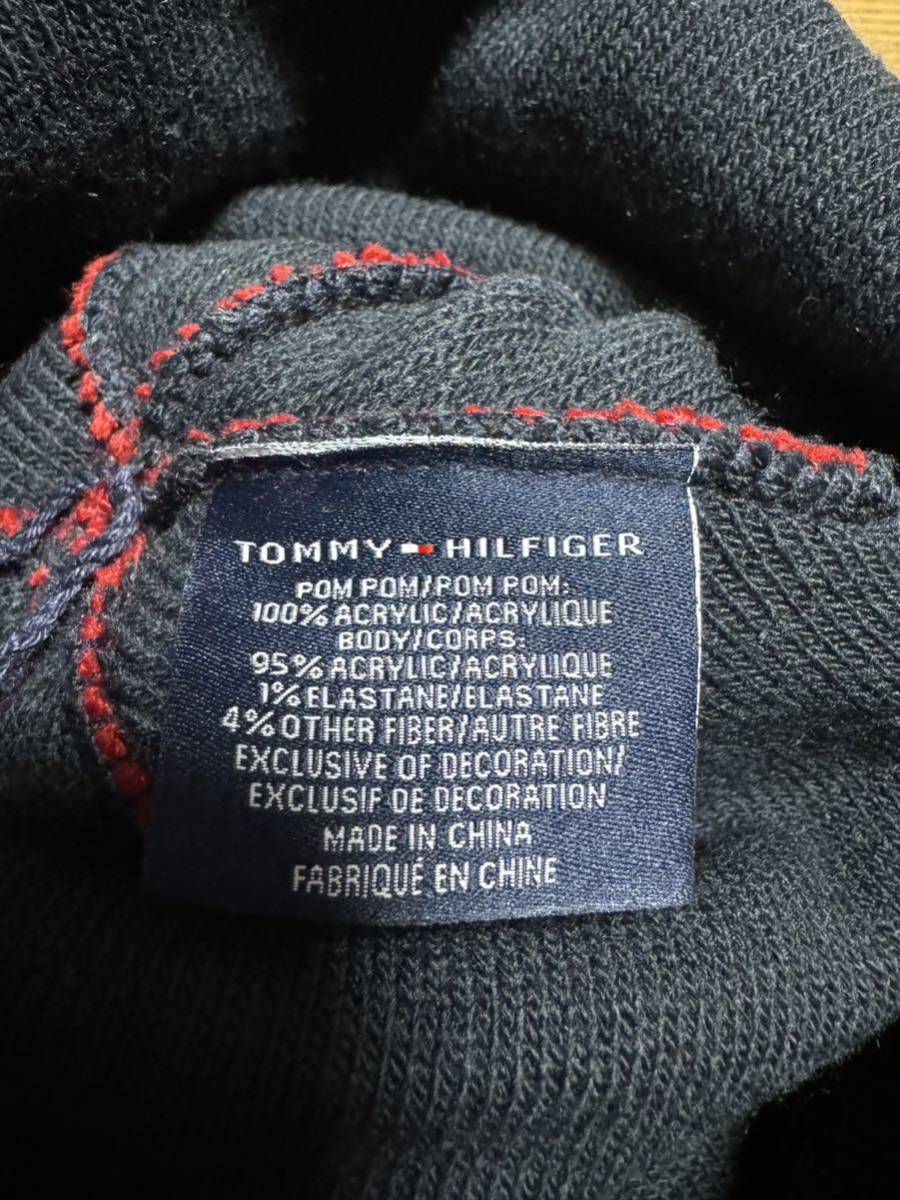 TOMMY HILFIGER
POM POM/POM POM:
100% ACRYLIC/ACRYLIQUE
BODY/CORPS:
95% ACRYLIC/ACRYLIQUE
1% ELASTANE/ELASTANE
4% OTHER FIBER/AUTRE FIBRE
EXCLUSIVE OF DECORATION/
EXCLUSIF DE DECORATION
MADE IN CHINA
FABRIQUÉ EN CHINE